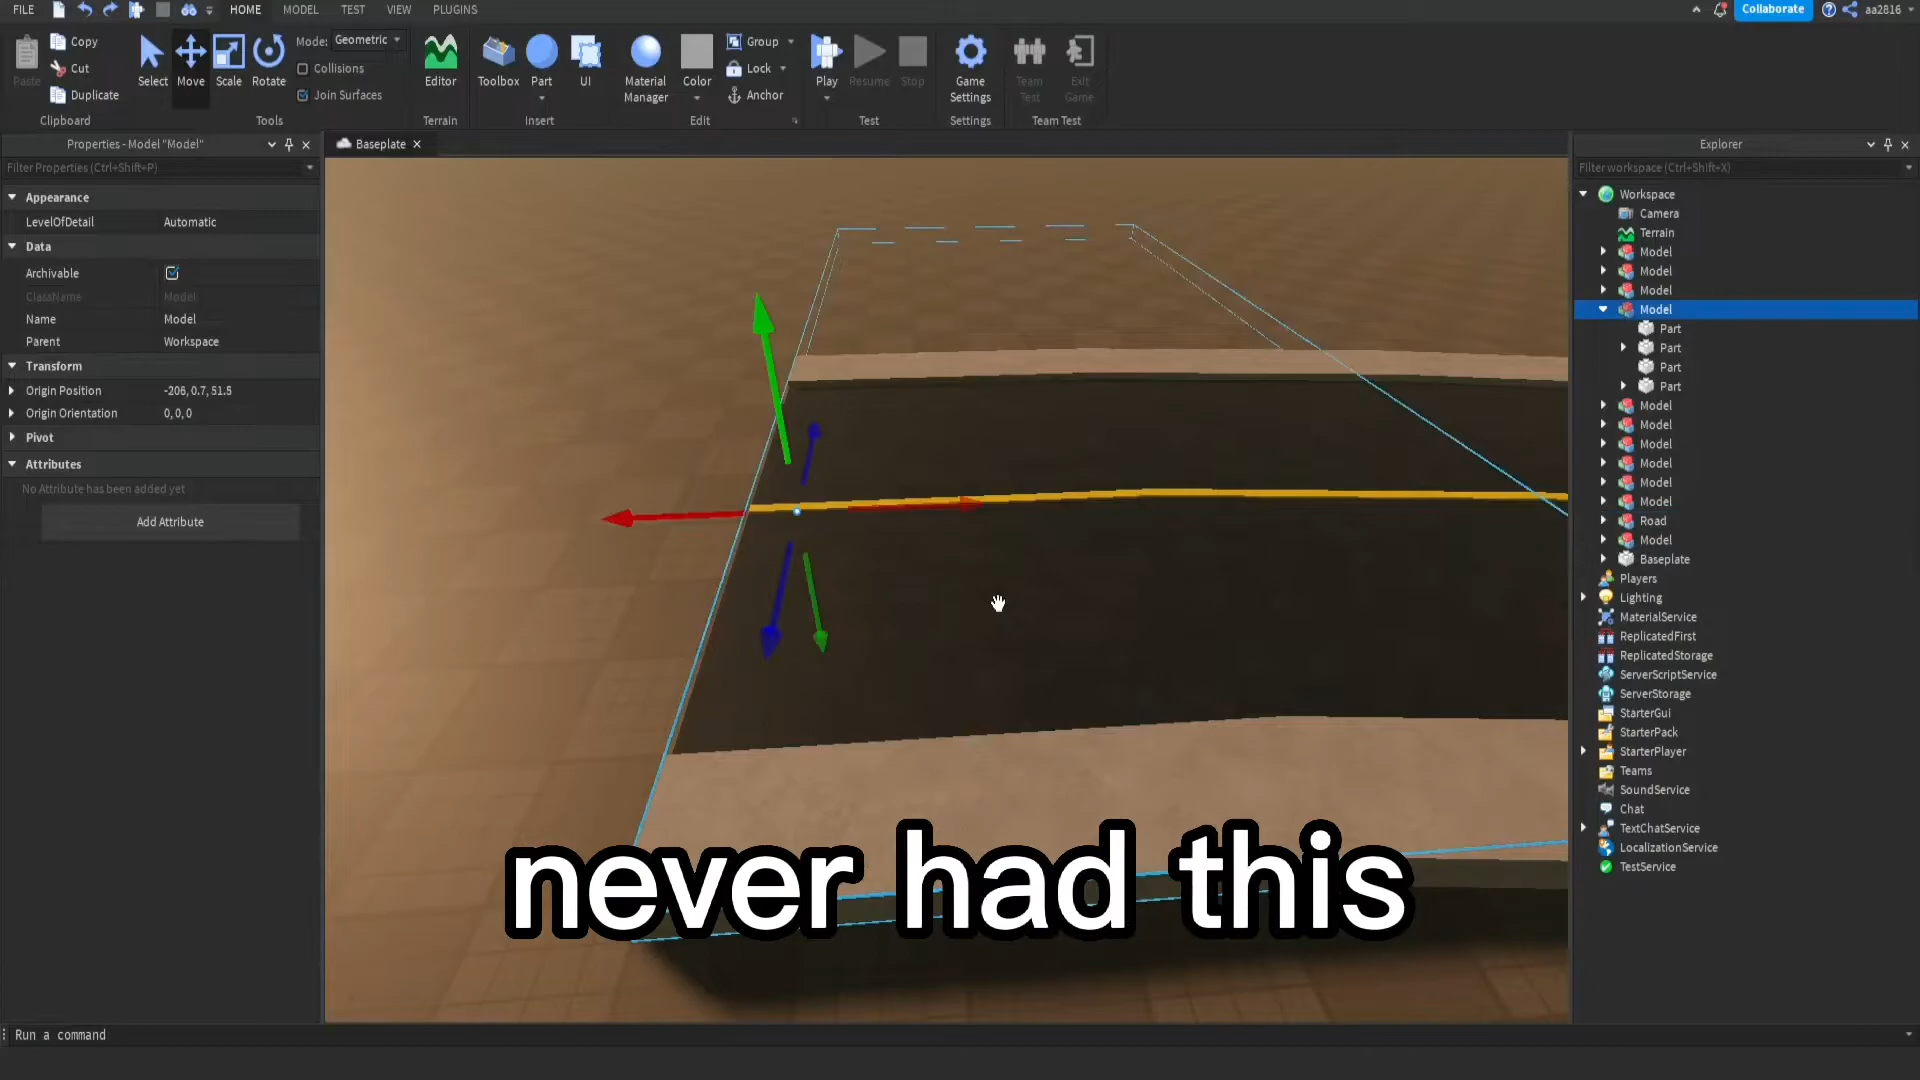 FILE
HOME
MODEL
TEST
VIEW
PLUGINS
Collaborate
aa2816
Paste
Copy
Cut
Duplicate
Clipboard
Select
Move
Scale
Rotate
Mode:
Geometric
Collisions
Join Surfaces
Tools
Editor
Terrain
Toolbox
Part
UI
Insert
Material
Manager
Color
Group
Lock
Anchor
Edit
Play
Resume
Stop
Test
Game
Settings
Settings
Team
Test
Exit
Game
Team Test
Properties - Model "Model"
Filter Properties (Ctrl+Shift+P)
Appearance
LevelOfDetail
Automatic
Data
Archivable
ClassName
Model
Name
Model
Parent
Workspace
Transform
Origin Position
-206, 0.7, 51.5
Origin Orientation
0, 0, 0
Pivot
Attributes
No Attribute has been added yet
Add Attribute
Baseplate
never had this
Explorer
Filter workspace (Ctrl+Shift+X)
Workspace
Camera
Terrain
Model
Model
Model
Model
Part
Part
Part
Part
Model
Model
Model
Model
Model
Model
Road
Model
Baseplate
Players
Lighting
MaterialService
ReplicatedFirst
ReplicatedStorage
ServerScriptService
ServerStorage
StarterGui
StarterPack
StarterPlayer
Teams
SoundService
Chat
TextChatService
LocalizationService
TestService
Run a command